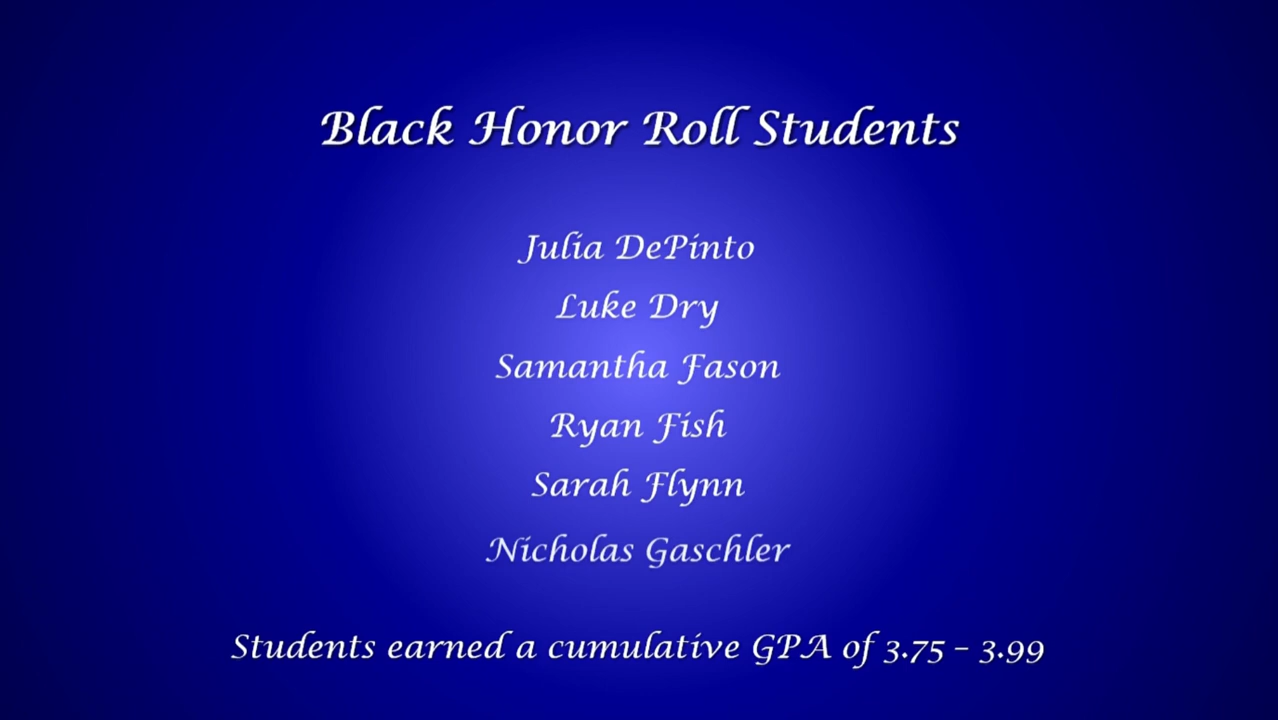 Black Honor Roll Students
Julia DePinto
Luke Dry
Samantha Fason
Ryan Fish
Sarah Flynn
Nicholas Gaschler
Students earned a cumulative GPA of 3.75 – 3.99